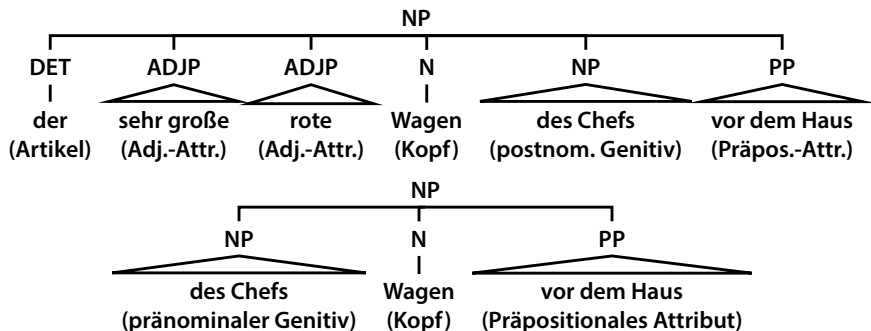 NP
DET ADJP ADJP N NP PP
der sehr große rote Wagen des Chefs vor dem Haus
(Artikel) (Adj.-Attr.) (Adj.-Attr.) (Kopf) (postnom. Genitiv) (Präpos.-Attr.)
NP
NP N PP
des Chefs Wagen vor dem Haus
(pränominaler Genitiv) (Kopf) (Präpositionales Attribut)